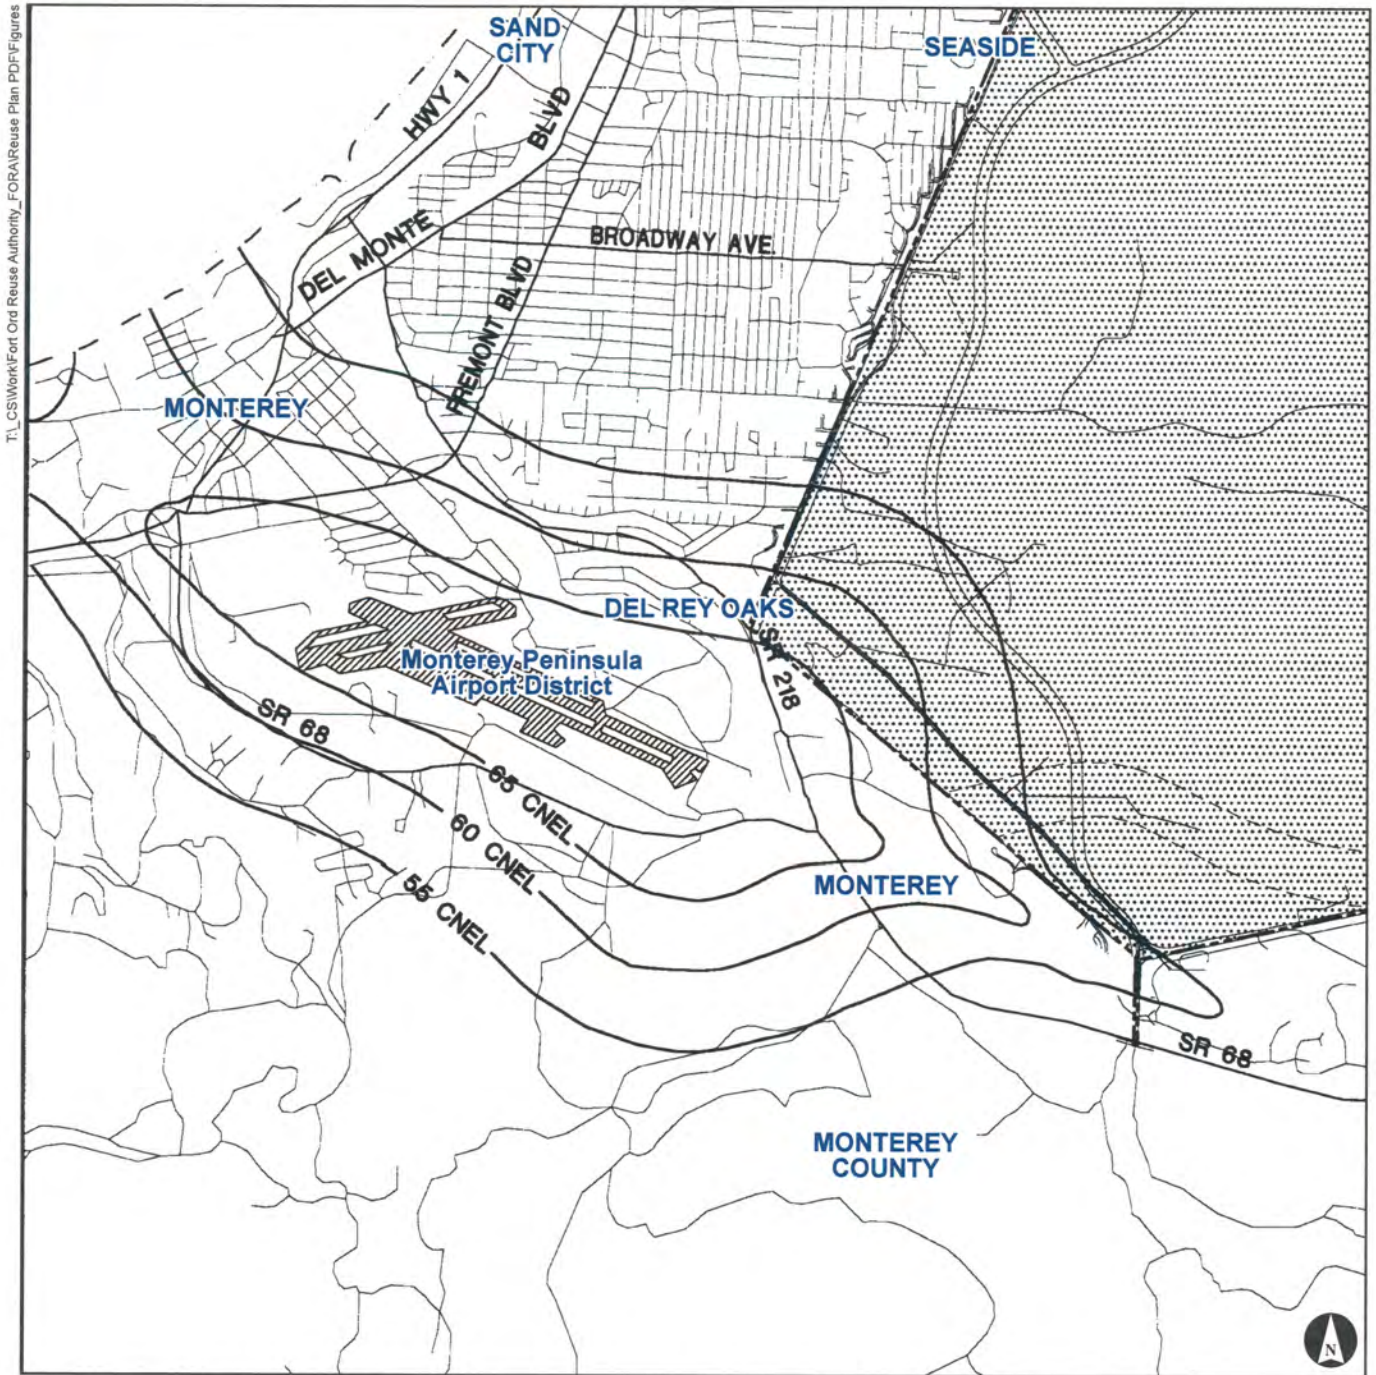 T:\_CS\Work\Fort Ord Reuse Authority_FORA\Reuse Plan PDF\Figures
SAND
CITY
SEASIDE
HWY 1
BLVD
DEL MONTE
BROADWAY AVE.
FREMONT BLVD
MONTEREY
DEL REY OAKS
SR 218
Monterey Peninsula
Airport District
SR 68
65 CNEL
60 CNEL
55 CNEL
MONTEREY
SR 68
MONTEREY
COUNTY
N